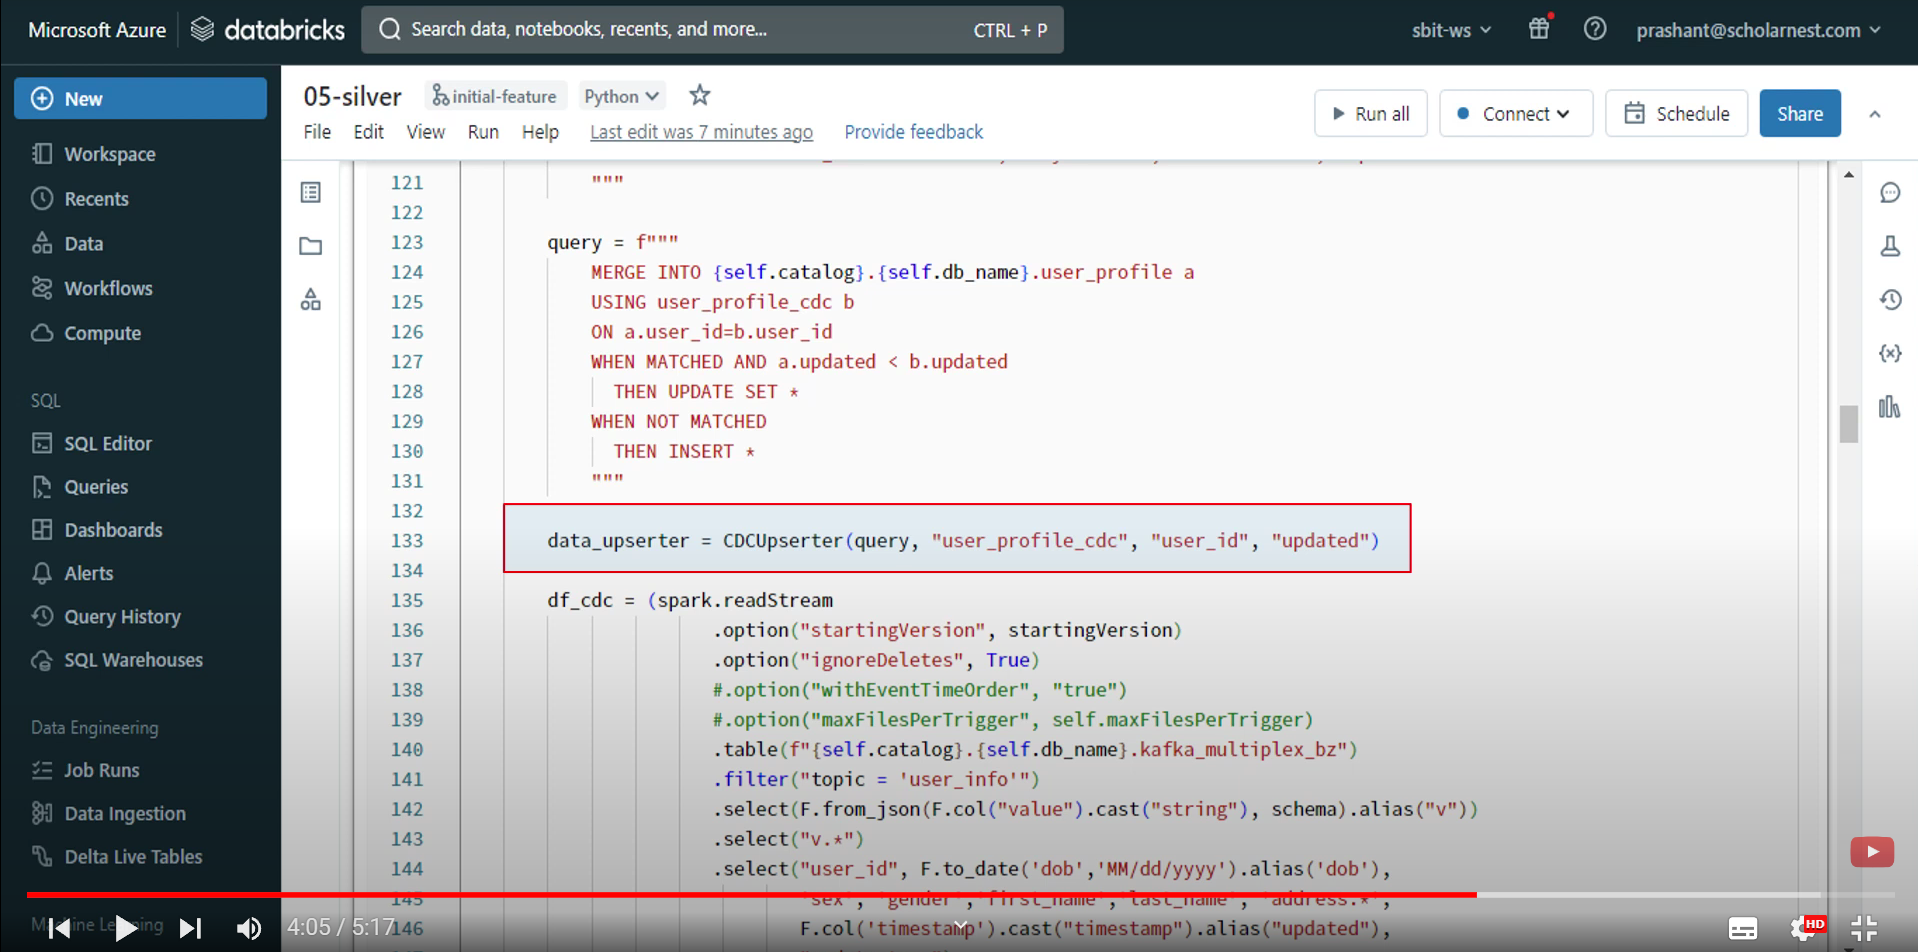 Microsoft Azure databricks Search data, notebooks, recents, and more... CTRL + P sbit-ws prashant@scholarnest.com
New
Workspace
Recents
Data
Workflows
Compute
SQL
SQL Editor
Queries
Dashboards
Alerts
Query History
SQL Warehouses
Data Engineering
Job Runs
Data Ingestion
Delta Live Tables
Machine Learning
05-silver initial-feature Python
File Edit View Run Help Last edit was 7 minutes ago Provide feedback
Run all Connect Schedule Share
121 """
122
123 query = f"""
124 MERGE INTO {self.catalog}.{self.db_name}.user_profile a
125 USING user_profile_cdc b
126 ON a.user_id=b.user_id
127 WHEN MATCHED AND a.updated < b.updated
128 THEN UPDATE SET *
129 WHEN NOT MATCHED
130 THEN INSERT *
131 """
132
133 data_upserter = CDCUpserter(query, "user_profile_cdc", "user_id", "updated")
134
135 df_cdc = (spark.readStream
136 .option("startingVersion", startingVersion)
137 .option("ignoreDeletes", True)
138 #.option("withEventTimeOrder", "true")
139 #.option("maxFilesPerTrigger", self.maxFilesPerTrigger)
140 .table(f"{self.catalog}.{self.db_name}.kafka_multiplex_bz")
141 .filter("topic = 'user_info'")
142 .select(F.from_json(F.col("value").cast("string"), schema).alias("v"))
143 .select("v.*")
144 .select("user_id", F.to_date('dob','MM/dd/yyyy').alias('dob'),
145 'sex', 'gender','first_name','last_name', 'address.*',
146 F.col('timestamp').cast("timestamp").alias("updated"),
4:05 / 5:17
HD